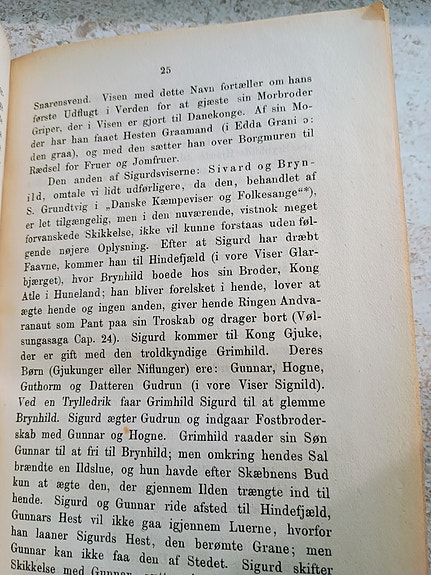 25
Snarensvend. Visen med dette Navn fortæller om hans
første Udflugt i Verden for at gjæste sin Morbroder
Griper, der i Visen er gjort til Danekonge. Af sin Mo-
der har han faaet Hesten Graamand (i Edda Grani ɔ:
den graa), og med den sætter han over Borgmuren til
Rædsel for Fruer og Jomfruer.
Den anden af Sigurdsviserne: Sivard og Bryn-
ild, omtale vi lidt udførligere, da den, behandlet af
S. Grundtvig i „Danske Kæmpeviser og Folkesange“*),
er let tilgængelig, men i den nuværende, vistnok meget
forvanskede Skikkelse, ikke vil kunne forstaas uden føl-
gende nøjere Oplysning. Efter at Sigurd har dræbt
Faavne, kommer han til Hindefjæld (i vore Viser Glar-
bjærget), hvor Brynhild boede hos sin Broder, Kong
Atle i Huneland; han bliver forelsket i hende, lover at
ægte hende og ingen anden, giver hende Ringen Andva-
ranaut som Pant paa sin Troskab og drager bort (Vøl-
sungasaga Cap. 24). Sigurd kommer til Kong Gjuke,
der er gift med den troldkyndige Grimhild. Deres
Børn (Gjukunger eller Niflunger) ere: Gunnar, Hogne,
Guthorm og Datteren Gudrun (i vore Viser Signild).
Ved en Trylledrik faar Grimhild Sigurd til at glemme
Brynhild. Sigurd ægter Gudrun og indgaar Fostbroder-
skab med Gunnar og Hogne. Grimhild raader sin Søn
Gunnar til at fri til Brynhild; men omkring hendes Sal
brændte en Ildslue, og hun havde efter Skæbnens Bud
kun at ægte den, der gjennem Ilden trængte ind til
hende. Sigurd og Gunnar ride afsted til Hindefjæld,
Gunnars Hest vil ikke gaa igjennem Luerne, hvorfor
han laaner Sigurds Hest, den berømte Grane; men
Gunnar kan ikke faa den af Stedet. Sigurd skifter
Skikkelse med Gunnar